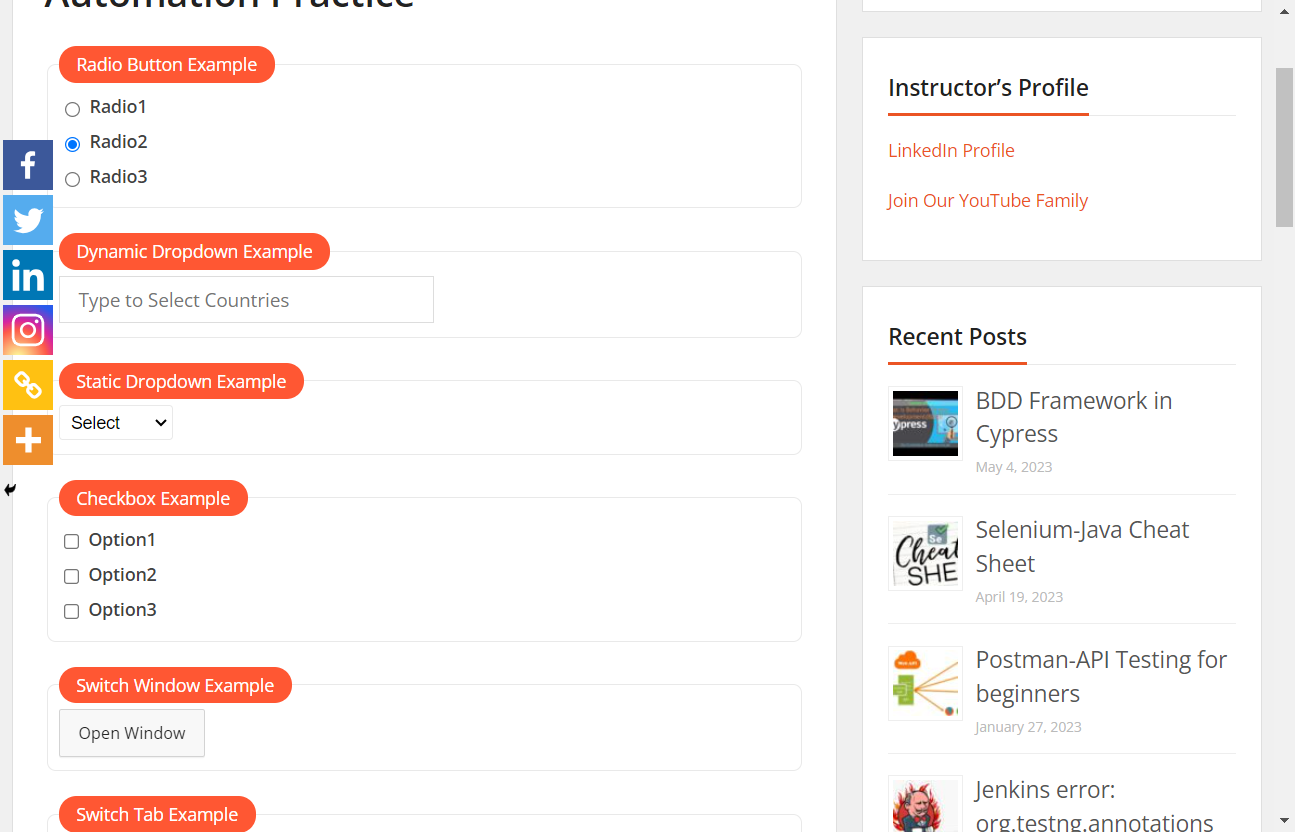 Automation Practice
Radio Button Example
Radio1
Radio2
Radio3
Dynamic Dropdown Example
Type to Select Countries
Static Dropdown Example
Select
Checkbox Example
Option1
Option2
Option3
Switch Window Example
Open Window
Switch Tab Example
Instructor’s Profile
LinkedIn Profile
Join Our YouTube Family
Recent Posts
BDD Framework in
Cypress
May 4, 2023
Selenium-Java Cheat
Sheet
April 19, 2023
Postman-API Testing for
beginners
January 27, 2023
Jenkins error:
org.testng.annotations